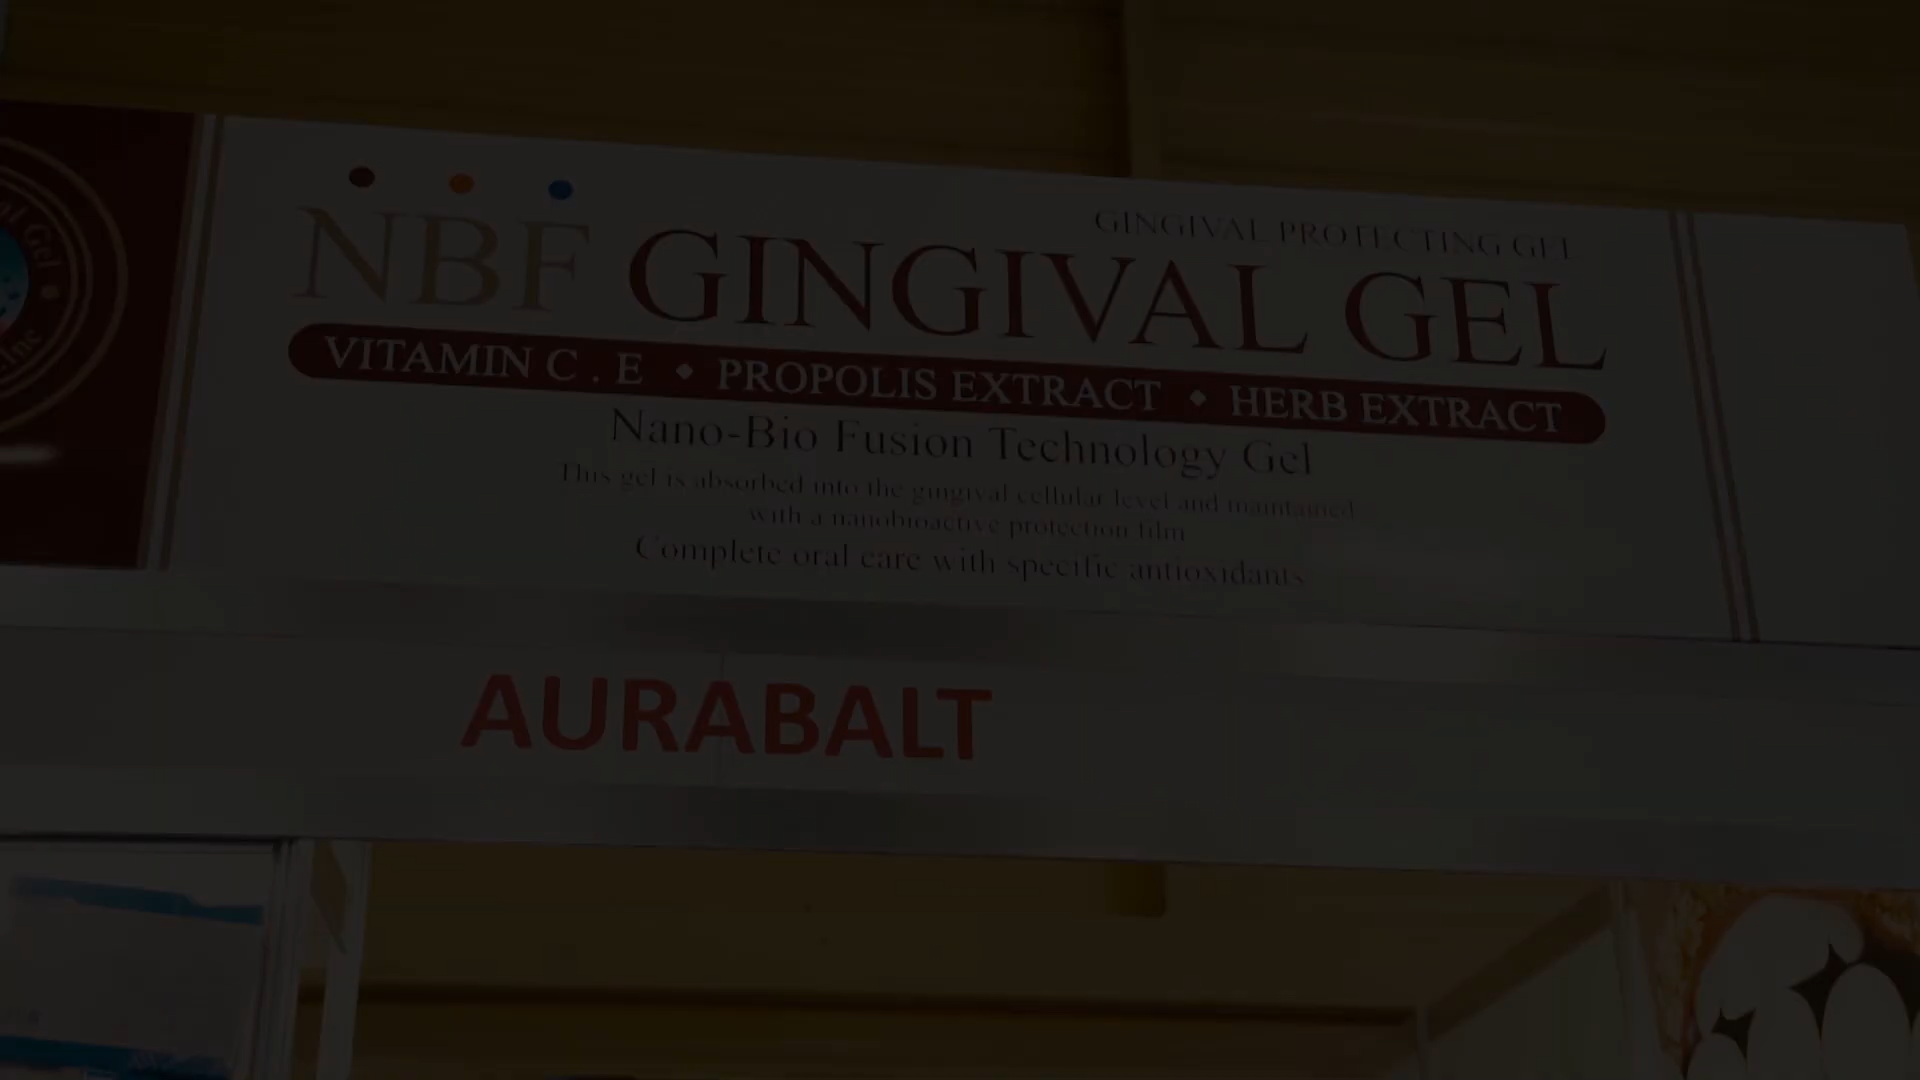 GINGIVAL PROTECTING GEL
NBF GINGIVAL GEL
VITAMIN C . E • PROPOLIS EXTRACT • HERB EXTRACT
Nano-Bio Fusion Technology Gel
This gel is absorbed into the gingival cellular level and maintained
with a nanobioactive protection film
Complete oral care with specific antioxidants
AURABALT
Gel
Inc